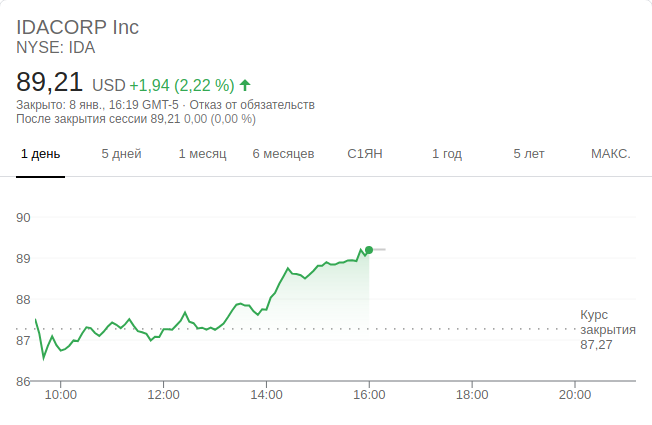 IDACORP Inc
NYSE: IDA
89,21 USD +1,94 (2,22 %)
Закрыто: 8 янв., 16:19 GMT-5 · Отказ от обязательств
После закрытия сессии 89,21 0,00 (0,00 %)
1 день 5 дней 1 месяц 6 месяцев С1ЯН 1 год 5 лет МАКС.
90
89
88
Курс
закрытия
87
87,27
86
10:00 12:00 14:00 16:00 18:00 20:00